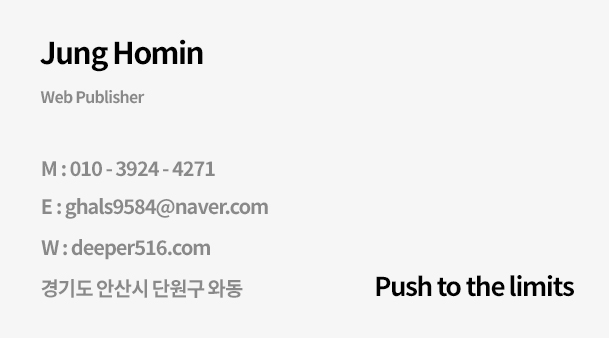 Jung Homin
Web Publisher
M : 010 - 3924 - 4271
E : ghals9584@naver.com
W : deeper516.com
경기도 안산시 단원구 와동
Push to the limits